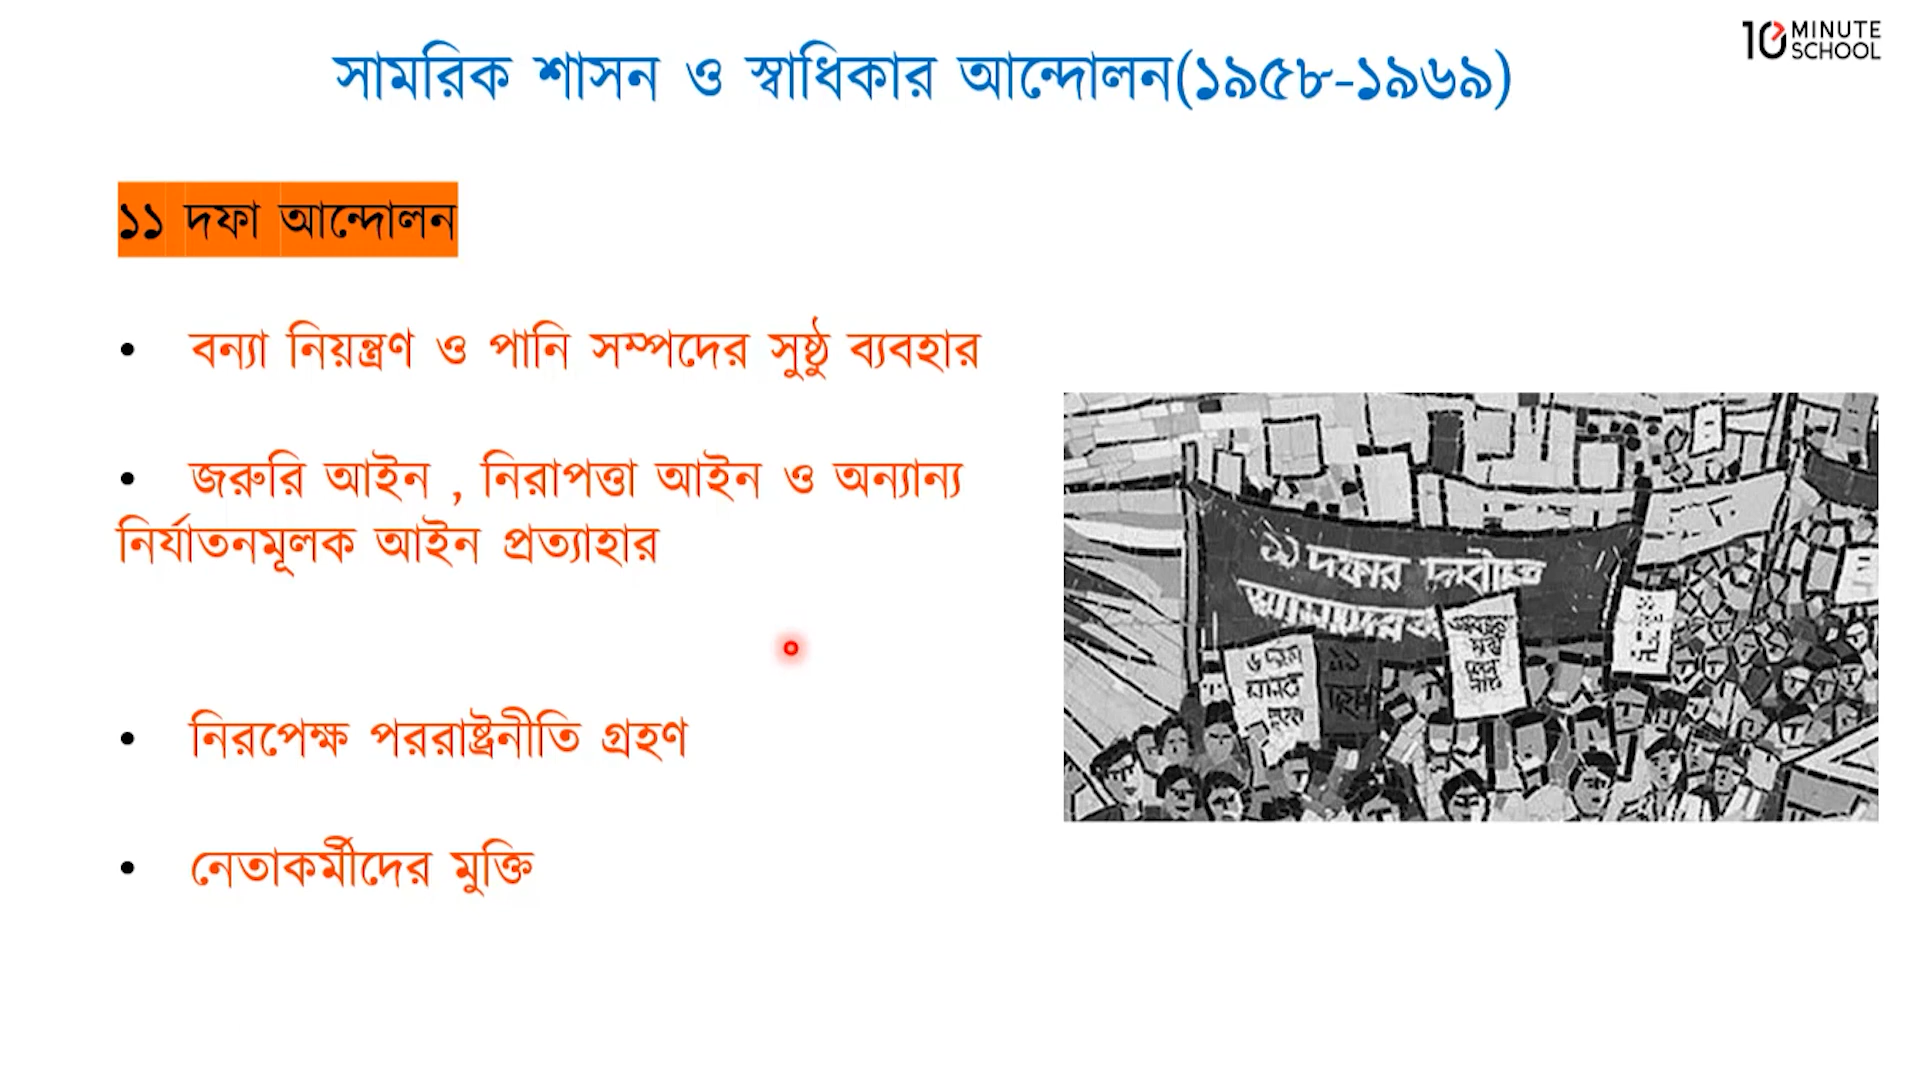 10 MINUTE
SCHOOL
সামরিক শাসন ও স্বাধিকার আন্দোলন(১৯৫৮-১৯৬৯)
১১ দফা আন্দোলন
• বন্যা নিয়ন্ত্রণ ও পানি সম্পদের সুষ্ঠু ব্যবহার
• জরুরি আইন , নিরাপত্তা আইন ও অন্যান্য
নির্যাতনমূলক আইন প্রত্যাহার
• নিরপেক্ষ পররাষ্ট্রনীতি গ্রহণ
• নেতাকর্মীদের মুক্তি
১১ দফার দাবীতে